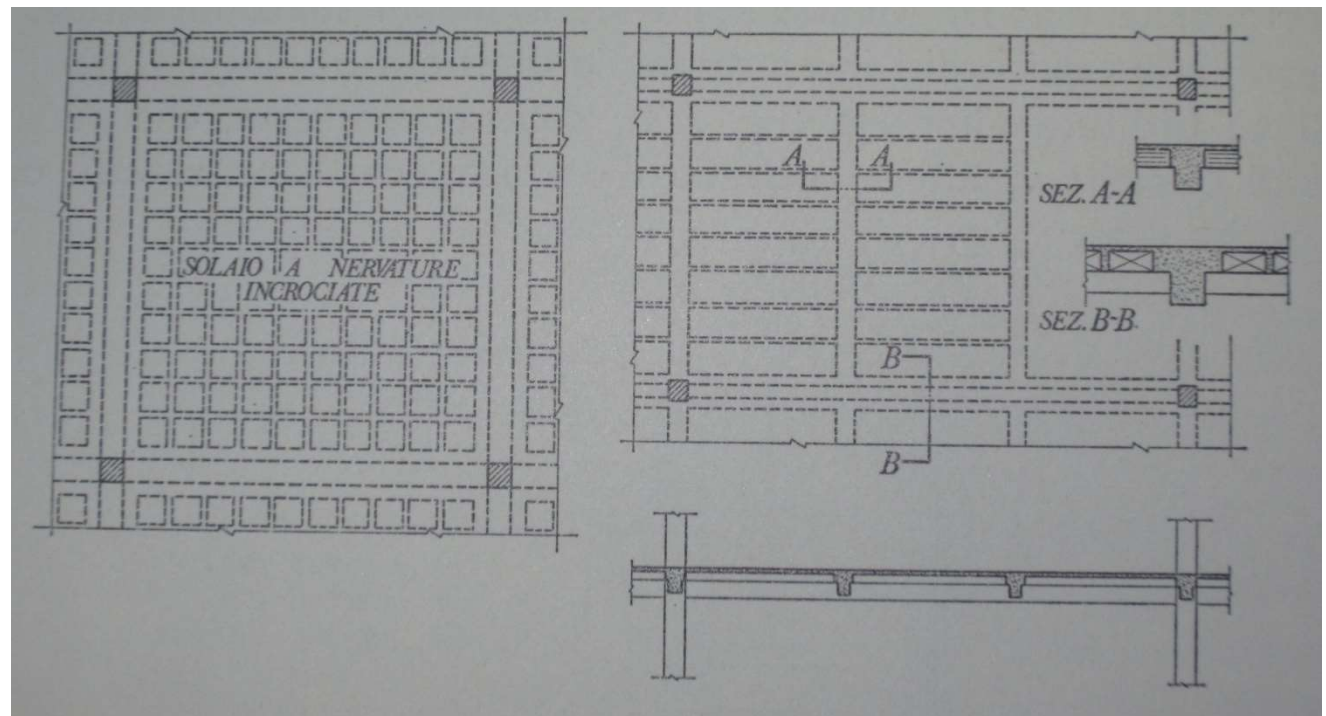 SOLAIO A NERVATURE
INCROCIATE
A A
SEZ. A-A
SEZ. B-B.
B
B